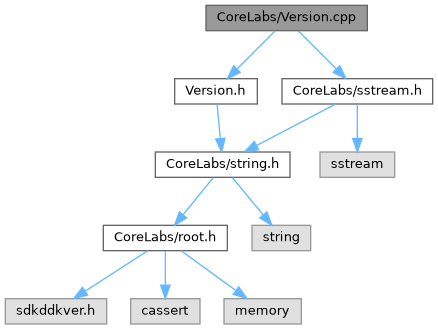 CoreLabs/Version.cpp
Version.h
CoreLabs/sstream.h
CoreLabs/string.h
sstream
CoreLabs/root.h
string
sdkddkver.h
cassert
memory